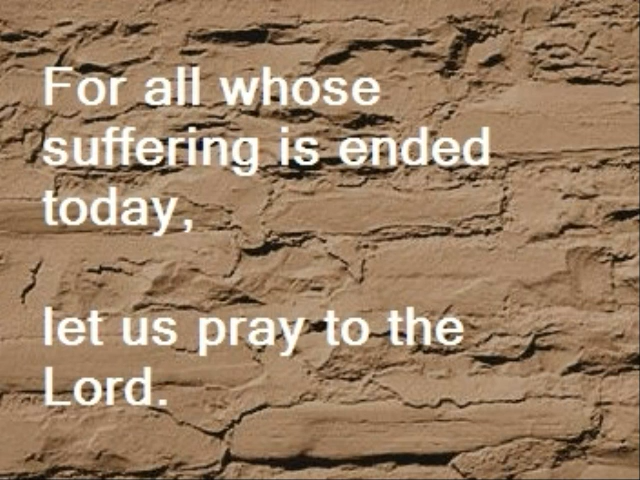 For all whose
suffering is ended
today,
let us pray to the
Lord.